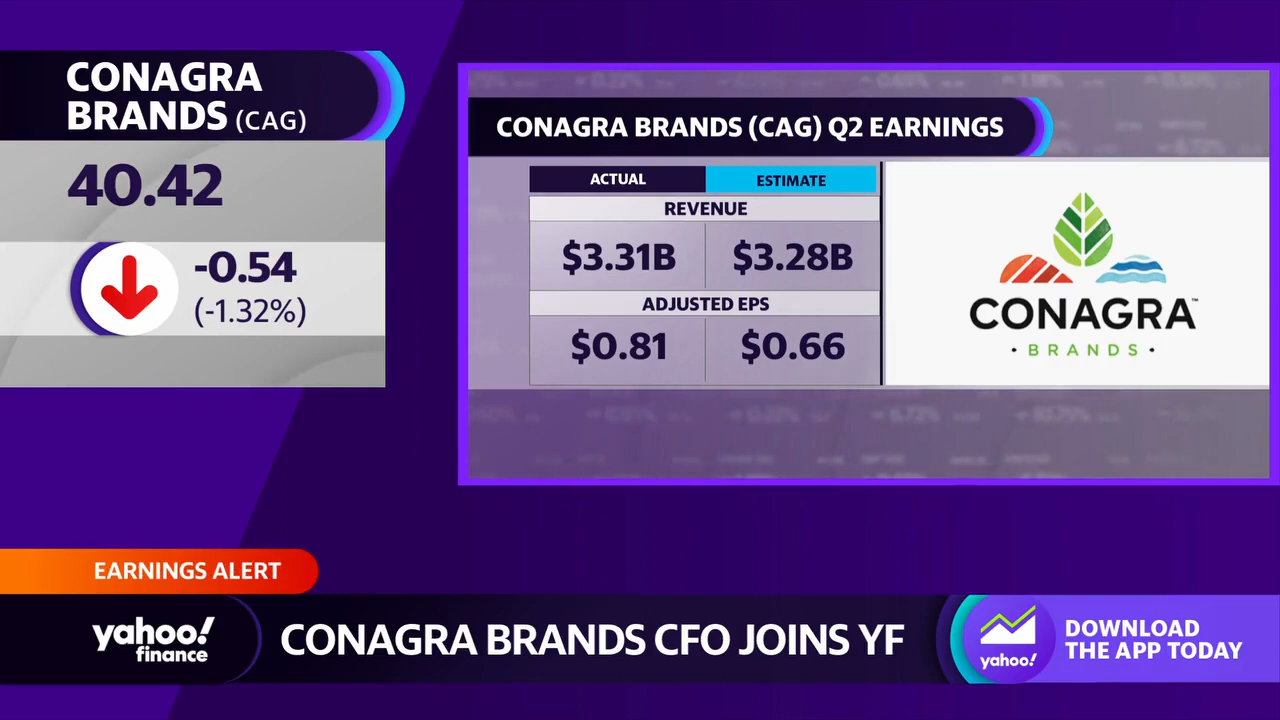 CONAGRA
BRANDS (CAG)
40.42
-0.54
(-1.32%)
CONAGRA BRANDS (CAG) Q2 EARNINGS
ACTUAL ESTIMATE
REVENUE
$3.31B $3.28B
ADJUSTED EPS
$0.81 $0.66
CONAGRA™
• BRANDS •
EARNINGS ALERT
yahoo!
finance
CONAGRA BRANDS CFO JOINS YF
yahoo!
DOWNLOAD
THE APP TODAY